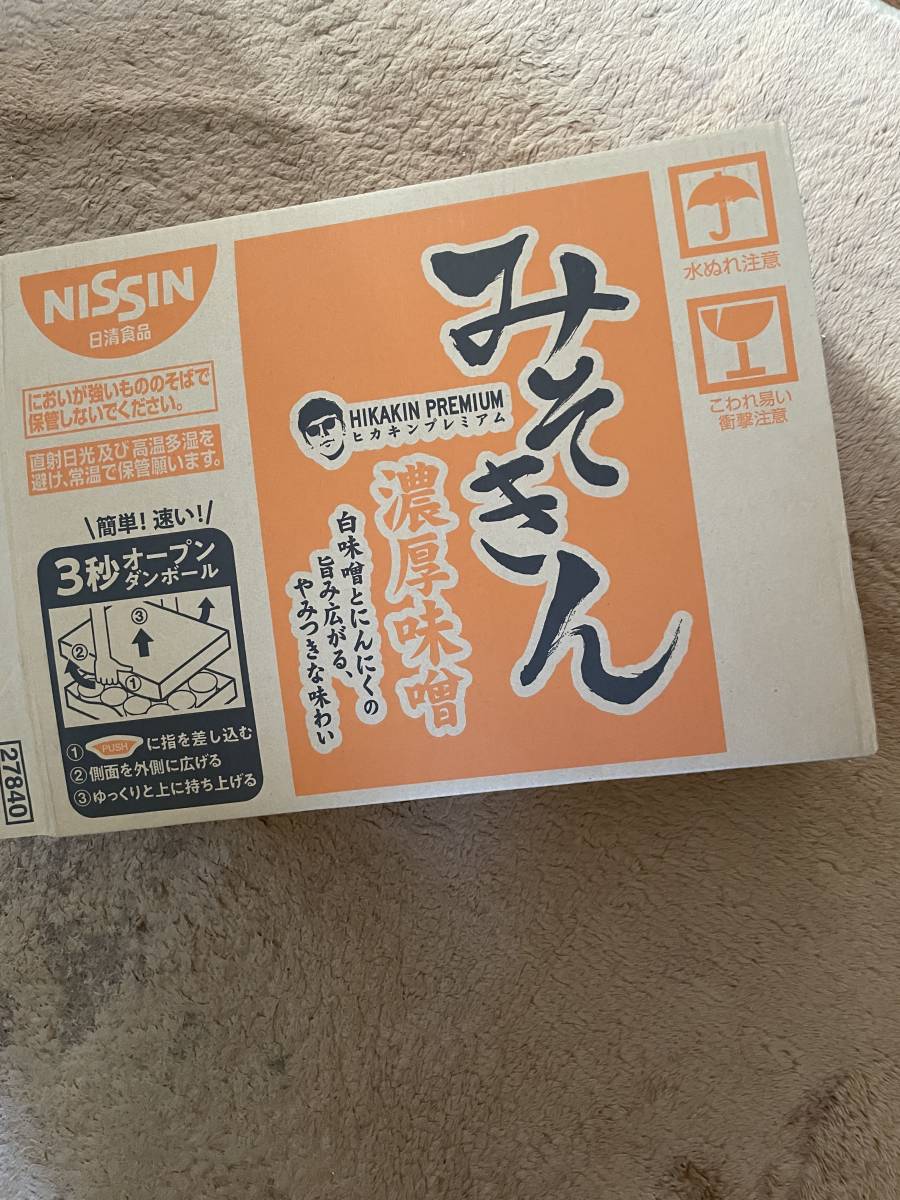 NISSIN
日清食品
においが強いもののそばで
保管しないでください。
直射日光及び高温多湿を
避け、常温で保管願います。
簡単! 速い!
3秒オープン
ダンボール
③
②
①
① PUSH に指を差し込む
② 側面を外側に広げる
③ ゆっくりと上に持ち上げる
27840
みそきん
HIKAKIN PREMIUM
ヒカキンプレミアム
濃厚味噌
白味噌とにんにくの
旨み広がる、
やみつきな味わい
水ぬれ注意
こわれ易い
衝撃注意